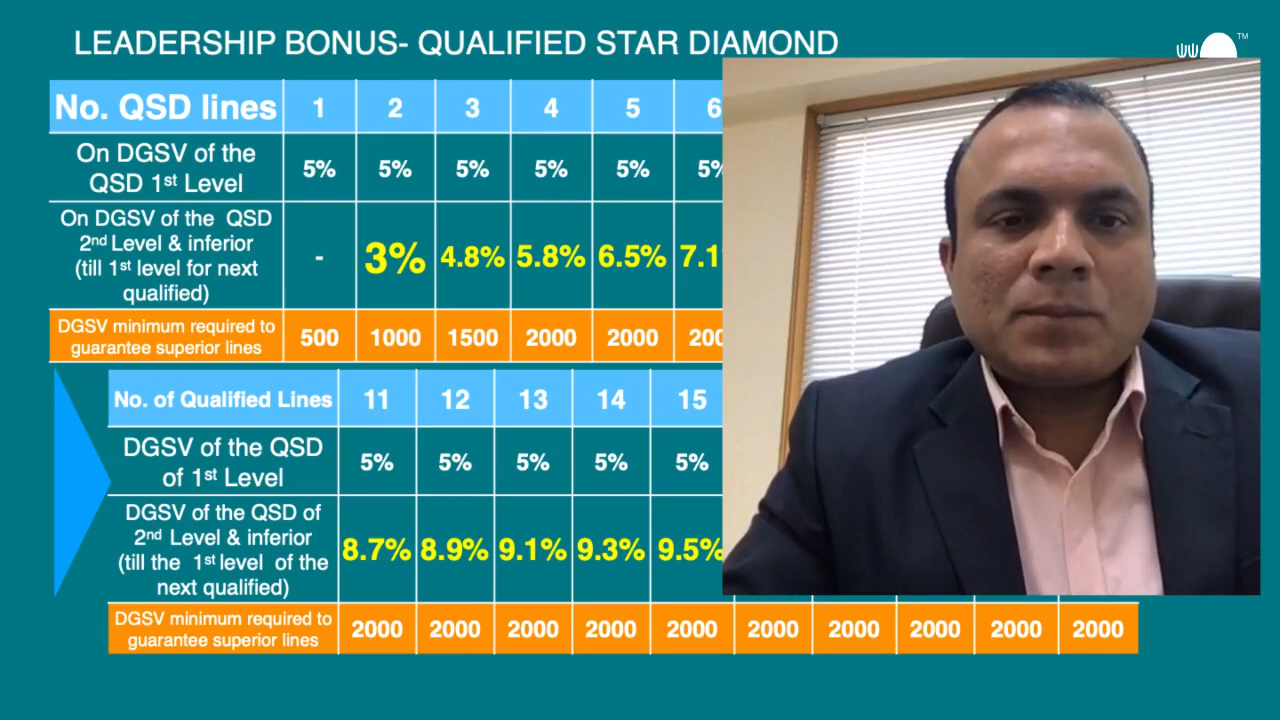 LEADERSHIP BONUS- QUALIFIED STAR DIAMOND
TM
No. QSD lines 1 2 3 4 5 6
On DGSV of the
QSD 1st Level
5% 5% 5% 5% 5% 5%
On DGSV of the QSD
2nd Level & inferior
(till 1st level for next
qualified)
- 3% 4.8% 5.8% 6.5% 7.1
DGSV minimum required to
guarantee superior lines
500 1000 1500 2000 2000 200
No. of Qualified Lines 11 12 13 14 15
DGSV of the QSD
of 1st Level
5% 5% 5% 5% 5%
DGSV of the QSD of
2nd Level & inferior
(till the 1st level of the
next qualified)
8.7% 8.9% 9.1% 9.3% 9.5%
DGSV minimum required to
guarantee superior lines
2000 2000 2000 2000 2000 2000 2000 2000 2000 2000